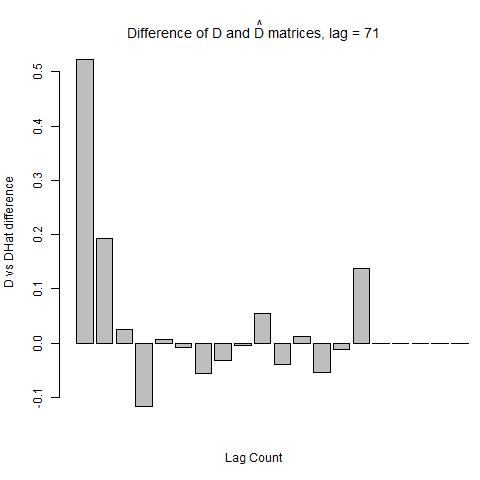 Difference of D and D̂ matrices, lag = 71
D vs DHat difference
0.5
0.4
0.3
0.2
0.1
0.0
-0.1
Lag Count